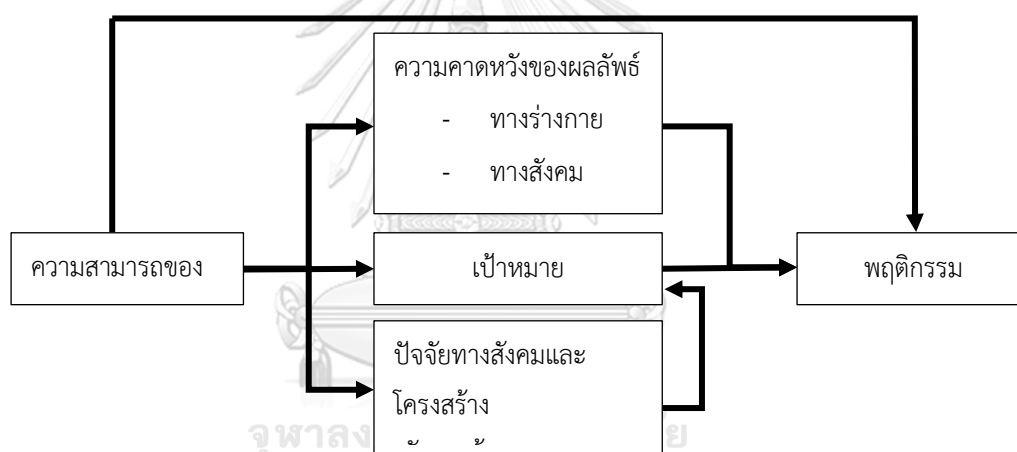 ความคาดหวังของผลลัพธ์
- ทางร่างกาย
- ทางสังคม
ความสามารถของ
เป้าหมาย
พฤติกรรม
ปัจจัยทางสังคมและ
โครงสร้าง